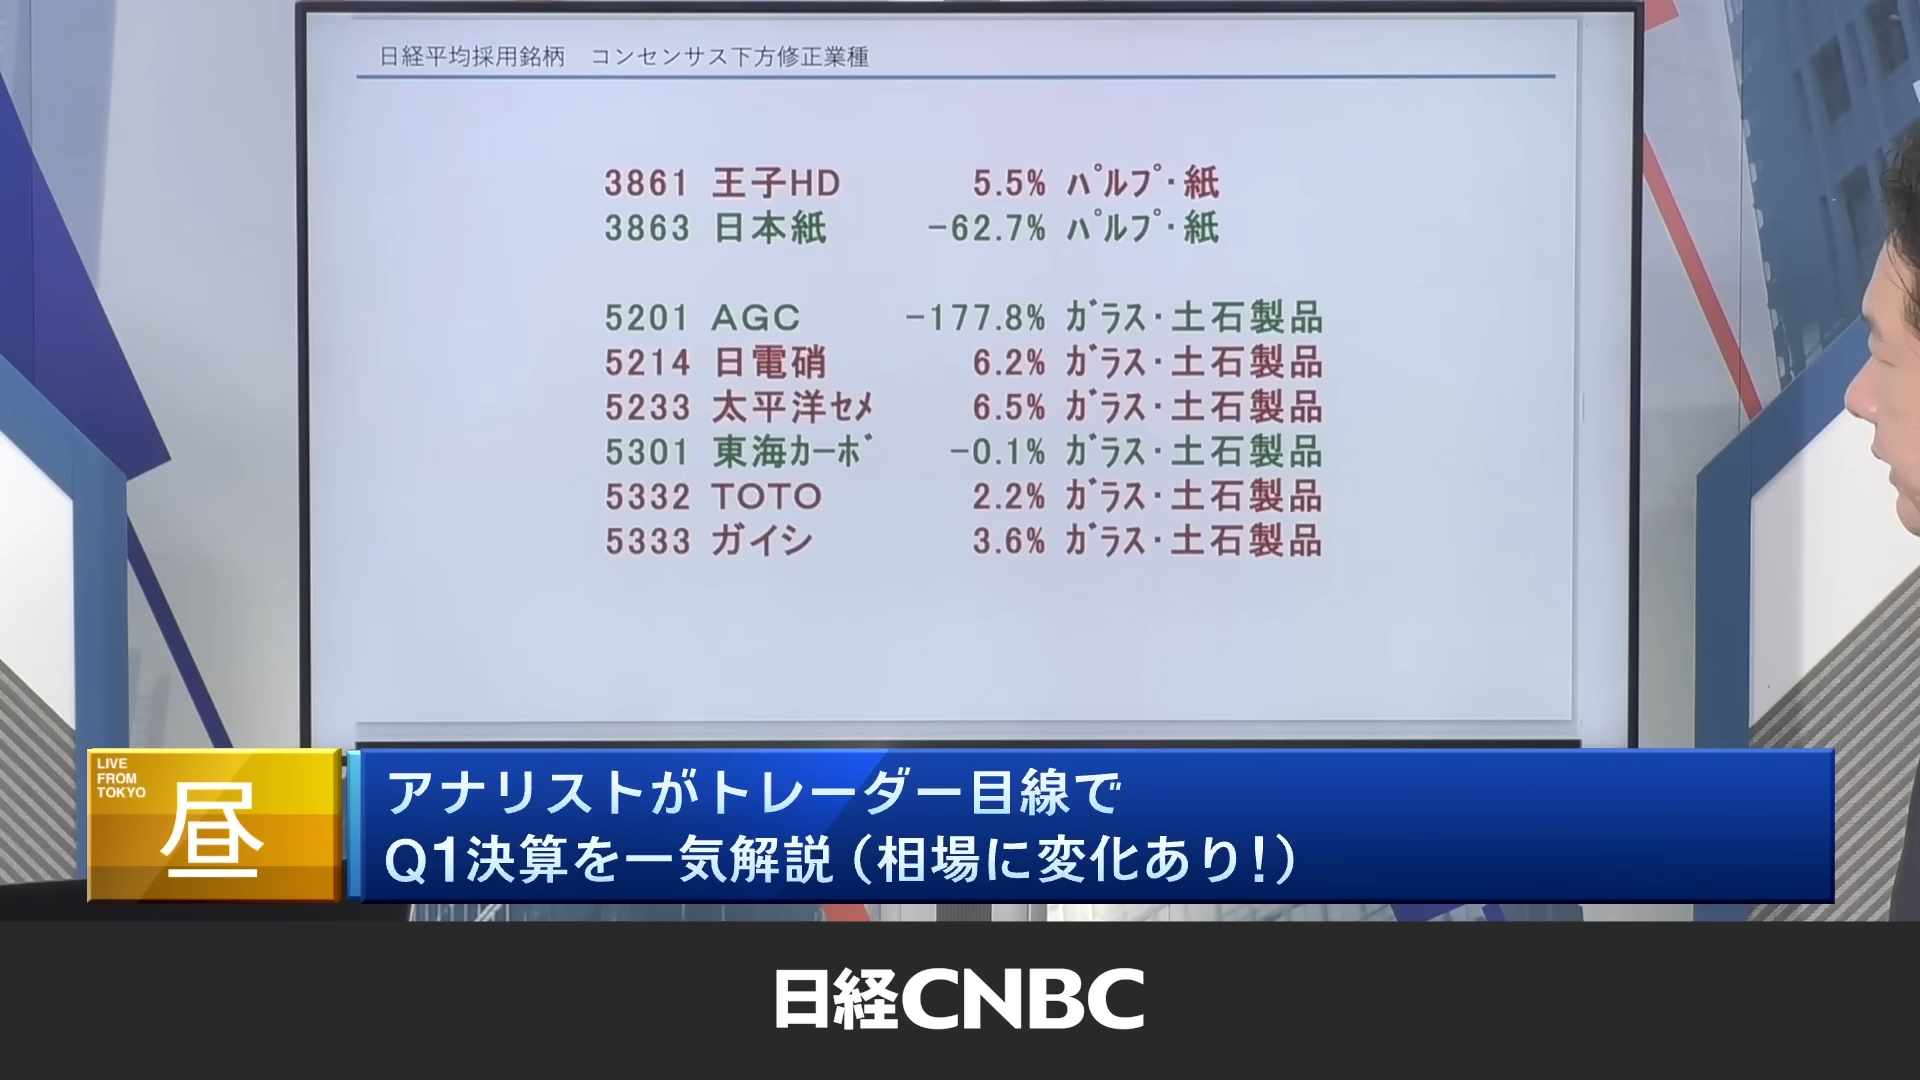 日経平均採用銘柄　コンセンサス下方修正業種
3861 王子HD 5.5% ﾊﾟﾙﾌﾟ･紙
3863 日本紙 -62.7% ﾊﾟﾙﾌﾟ･紙
5201 AGC -177.8% ｶﾞﾗｽ･土石製品
5214 日電硝 6.2% ｶﾞﾗｽ･土石製品
5233 太平洋ｾﾒ 6.5% ｶﾞﾗｽ･土石製品
5301 東海ｶｰﾎﾞ -0.1% ｶﾞﾗｽ･土石製品
5332 TOTO 2.2% ｶﾞﾗｽ･土石製品
5333 ガイシ 3.6% ｶﾞﾗｽ･土石製品
LIVE
FROM
TOKYO
昼
アナリストがトレーダー目線で
Q1決算を一気解説（相場に変化あり！）
日経CNBC